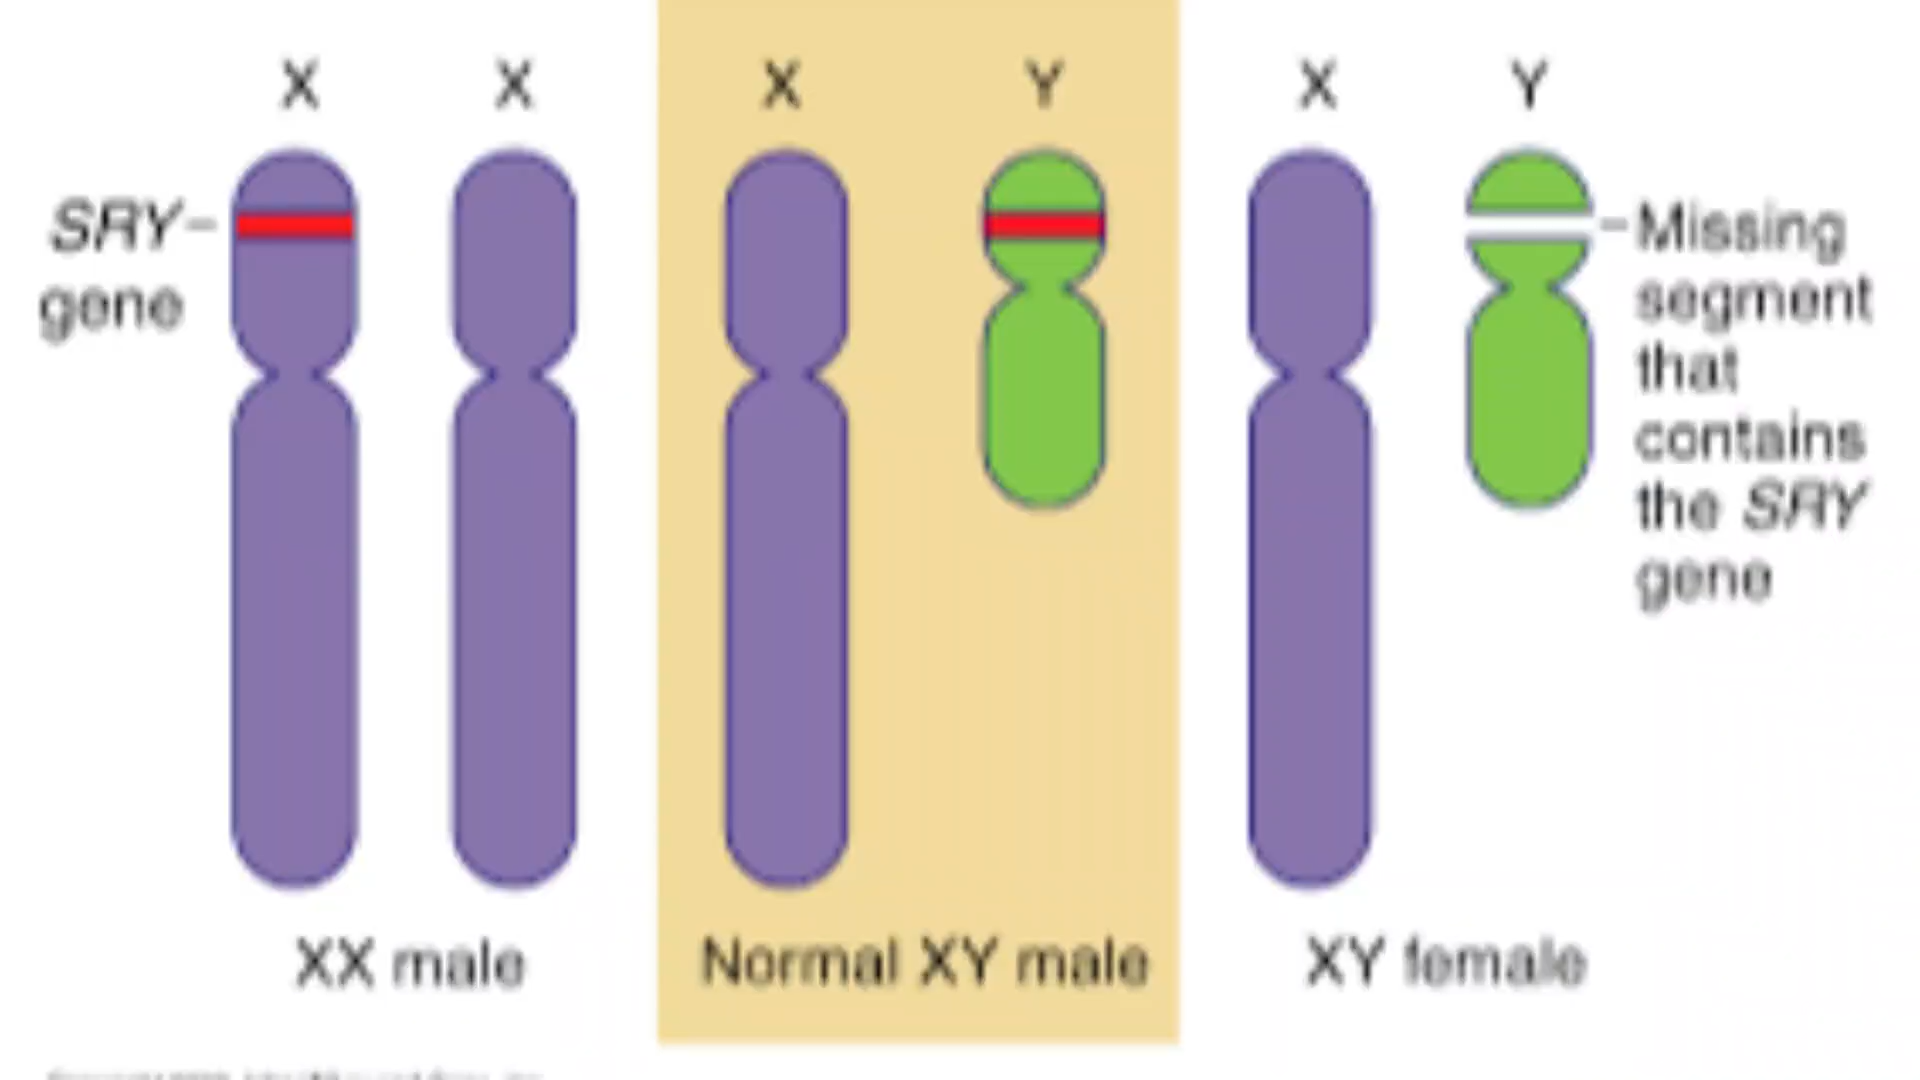 X X X Y X Y
SRY
gene
Missing
segment
that
contains
the SRY
gene
XX male
Normal XY male
XY female